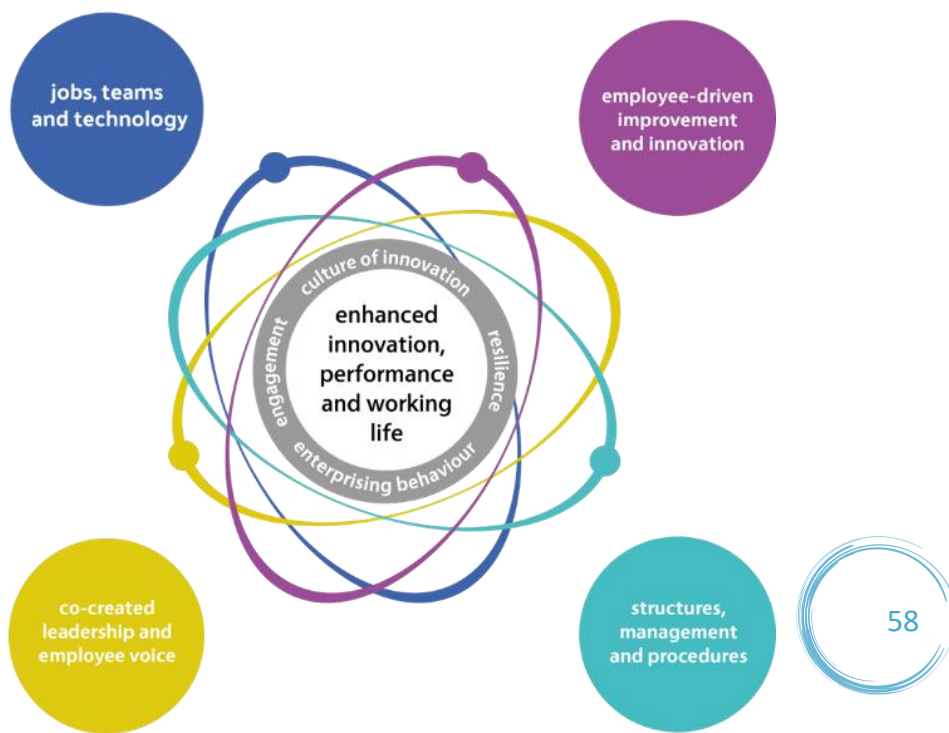 jobs, teams
and technology
employee-driven
improvement
and innovation
culture of innovation
engagement
resilience
enterprising behaviour
enhanced
innovation,
performance
and working
life
co-created
leadership and
employee voice
structures,
management
and procedures
58